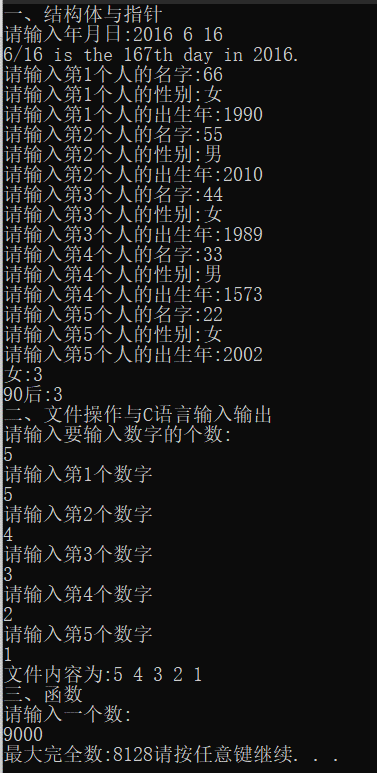 一、结构体与指针
请输入年月日:2016 6 16
6/16 is the 167th day in 2016.
请输入第1个人的名字:66
请输入第1个人的性别:女
请输入第1个人的出生年:1990
请输入第2个人的名字:55
请输入第2个人的性别:男
请输入第2个人的出生年:2010
请输入第3个人的名字:44
请输入第3个人的性别:女
请输入第3个人的出生年:1989
请输入第4个人的名字:33
请输入第4个人的性别:男
请输入第4个人的出生年:1573
请输入第5个人的名字:22
请输入第5个人的性别:女
请输入第5个人的出生年:2002
女:3
90后:3
二、文件操作与C语言输入输出
请输入要输入数字的个数:
5
请输入第1个数字
5
请输入第2个数字
4
请输入第3个数字
3
请输入第4个数字
2
请输入第5个数字
1
文件内容为:5 4 3 2 1
三、函数
请输入一个数:
9000
最大完全数:8128请按任意键继续. . .